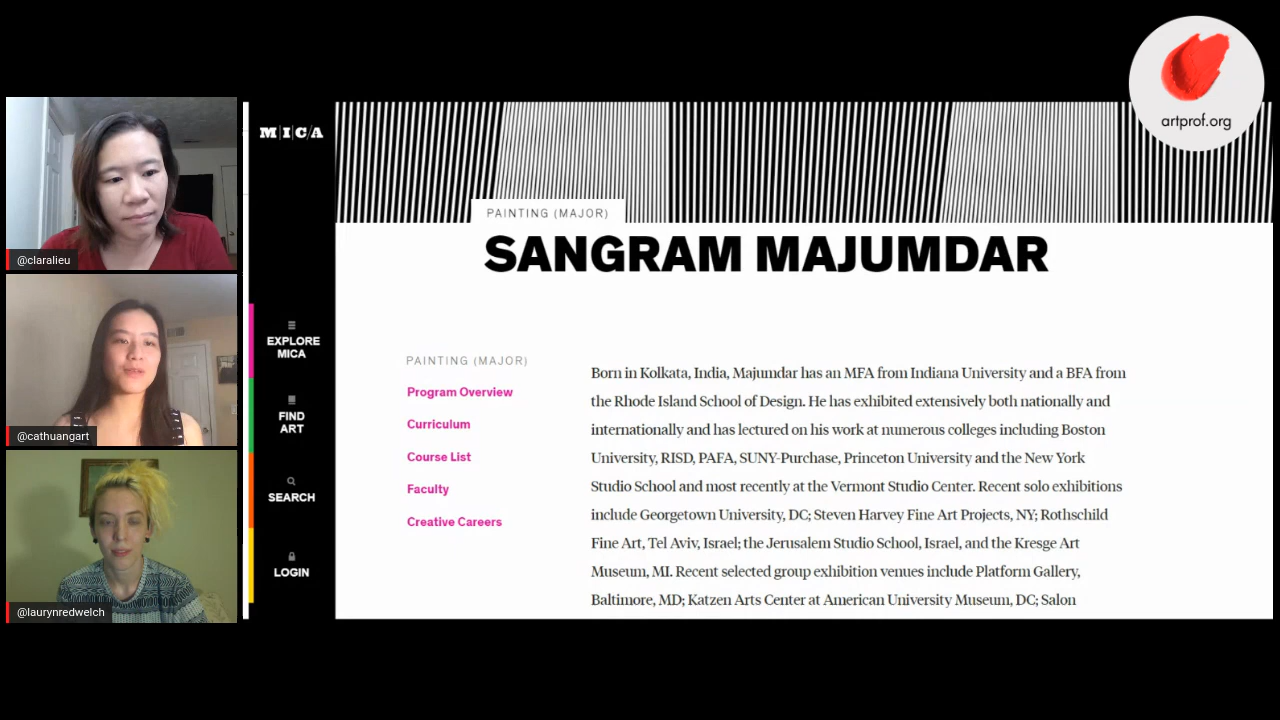 artprof.org
@claralieu
@cathuangart
@laurynredwelch
MICA
EXPLORE
MICA
FIND
ART
SEARCH
LOGIN
PAINTING (MAJOR)
SANGRAM MAJUMDAR
PAINTING (MAJOR)
Program Overview
Curriculum
Course List
Faculty
Creative Careers
Born in Kolkata, India, Majumdar has an MFA from Indiana University and a BFA from
the Rhode Island School of Design. He has exhibited extensively both nationally and
internationally and has lectured on his work at numerous colleges including Boston
University, RISD, PAFA, SUNY-Purchase, Princeton University and the New York
Studio School and most recently at the Vermont Studio Center. Recent solo exhibitions
include Georgetown University, DC; Steven Harvey Fine Art Projects, NY; Rothschild
Fine Art, Tel Aviv, Israel; the Jerusalem Studio School, Israel, and the Kresge Art
Museum, MI. Recent selected group exhibition venues include Platform Gallery,
Baltimore, MD; Katzen Arts Center at American University Museum, DC; Salon